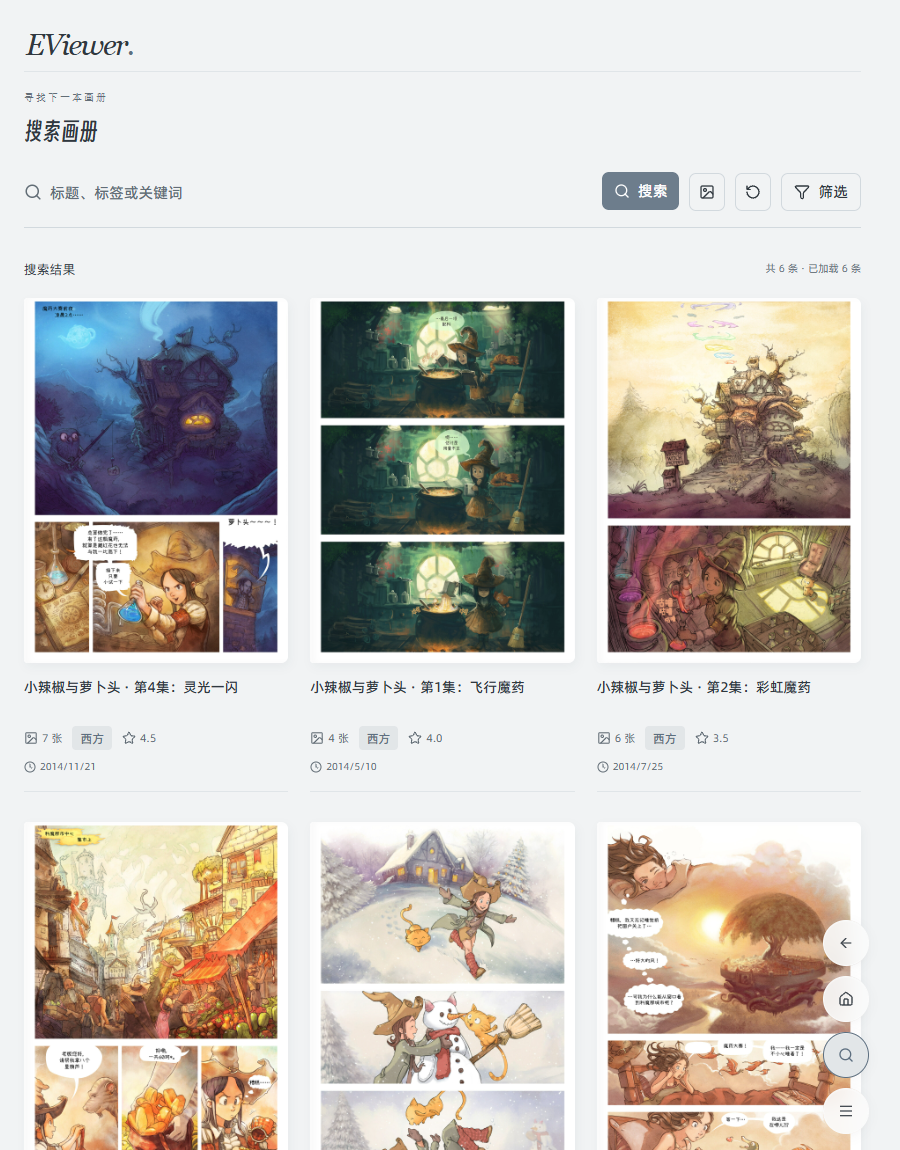 EViewer.
寻找下一本画册
搜索画册
标题、标签或关键词
搜索
筛选
搜索结果
共 6 条 · 已加载 6 条
萝卜头~~~！
小辣椒与萝卜头 · 第4集：灵光一闪
7 张 西方 4.5
2014/11/21
小辣椒与萝卜头 · 第1集：飞行魔药
4 张 西方 4.0
2014/5/10
小辣椒与萝卜头 · 第2集：彩虹魔药
6 张 西方 3.5
2014/7/25